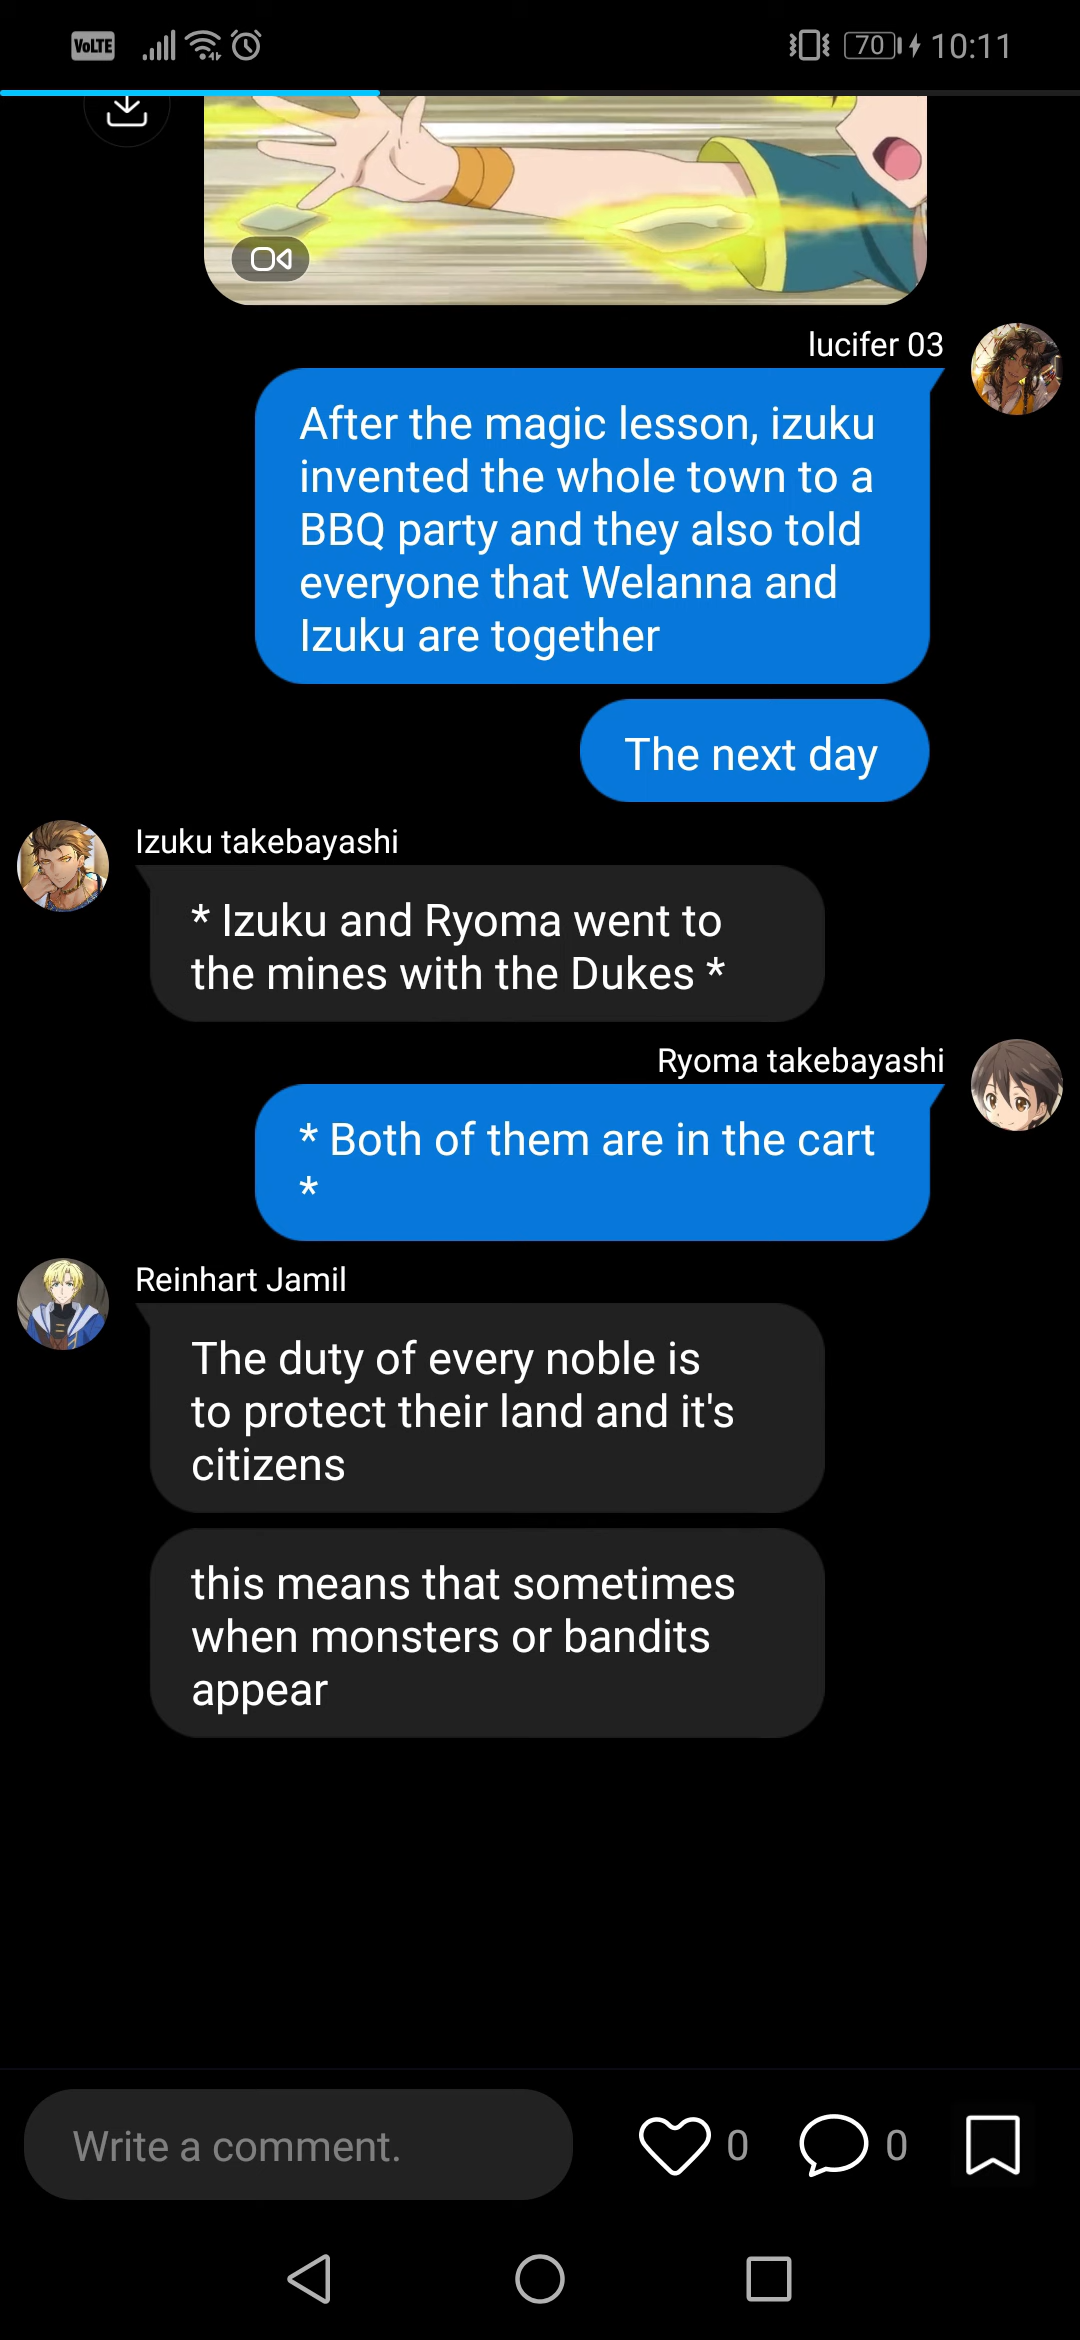 VoLTE
70
10:11
lucifer 03
After the magic lesson, izuku
invented the whole town to a
BBQ party and they also told
everyone that Welanna and
Izuku are together
The next day
Izuku takebayashi
* Izuku and Ryoma went to
the mines with the Dukes *
Ryoma takebayashi
* Both of them are in the cart
*
Reinhart Jamil
The duty of every noble is
to protect their land and it's
citizens
this means that sometimes
when monsters or bandits
appear
Write a comment.
0
0